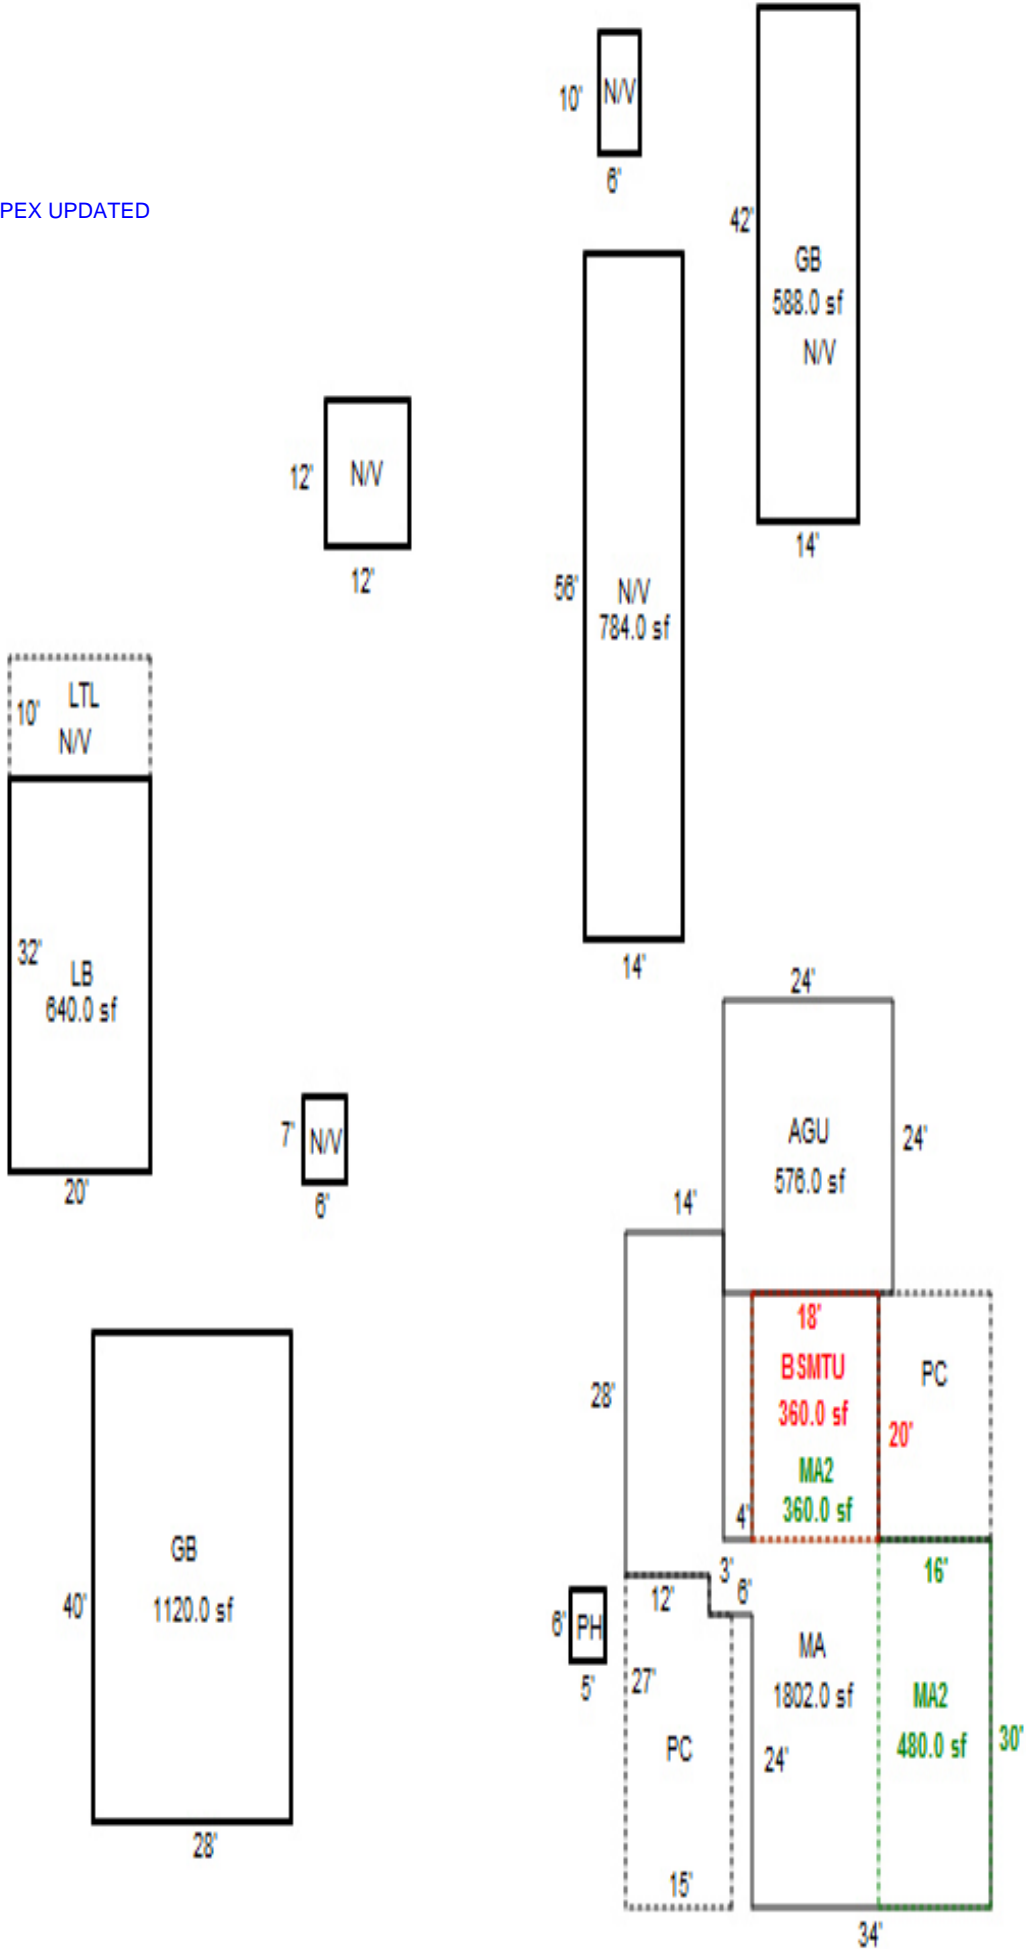 10'
N/V
6'
PEX UPDATED
42'
GB
588.0 sf
N/V
14'
12'
N/V
12'
56'
N/V
784.0 sf
14'
10'
LTL
N/V
32'
LB
640.0 sf
20'
7'
N/V
6'
24'
AGU
576.0 sf
24'
14'
28'
18'
BSMTU
360.0 sf
MA2
360.0 sf
20'
PC
4'
3'
6'
12'
16'
GB
1120.0 sf
40'
28'
6'
PH
5'
27'
PC
15'
MA
1802.0 sf
24'
MA2
480.0 sf
30'
34'